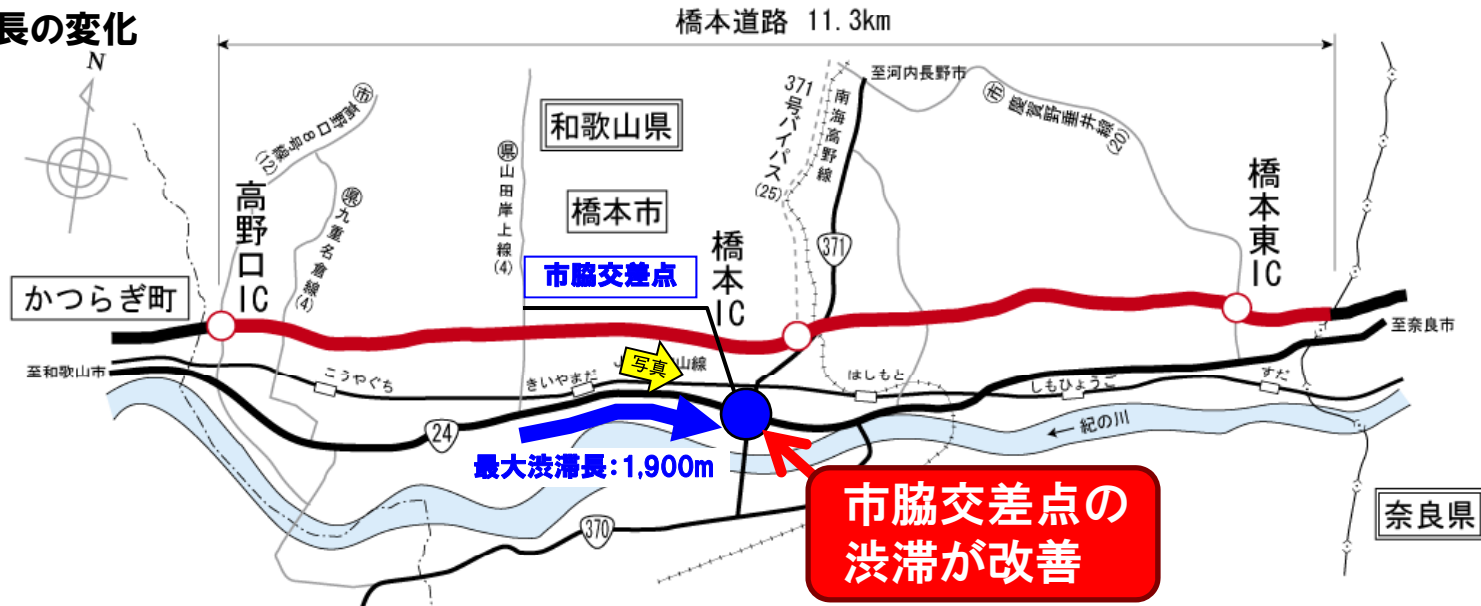 長の変化
橋本道路 11.3km
N
至河内長野市
㊞高野口8号線
(12)
県九重名倉線
(4)
県山田岸上線
(4)
和歌山県
橋本市
371号バイパス
(25)
南海高野線
市慶賀野垂井線
(20)
371
高野口IC
橋本IC
橋本東IC
かつらぎ町
市脇交差点
至奈良市
至和歌山市
こうやぐち
きいやまだ
写真
山線
はしもと
しもひょうご
すだ
24
最大渋滞長:1,900m
← 紀の川
370
市脇交差点の
渋滞が改善
奈良県